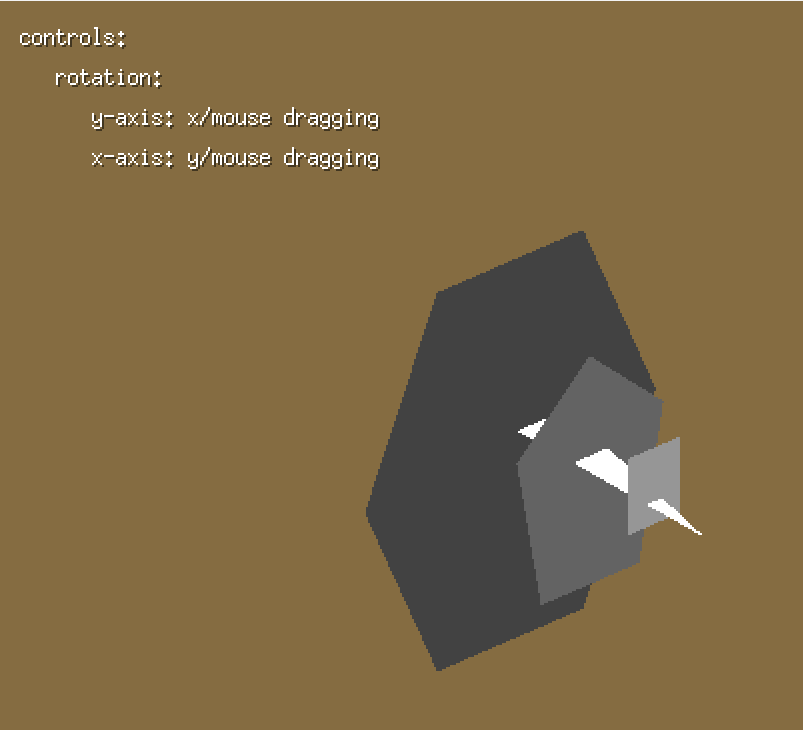 controls:
rotation:
y-axis: x/mouse dragging
x-axis: y/mouse dragging